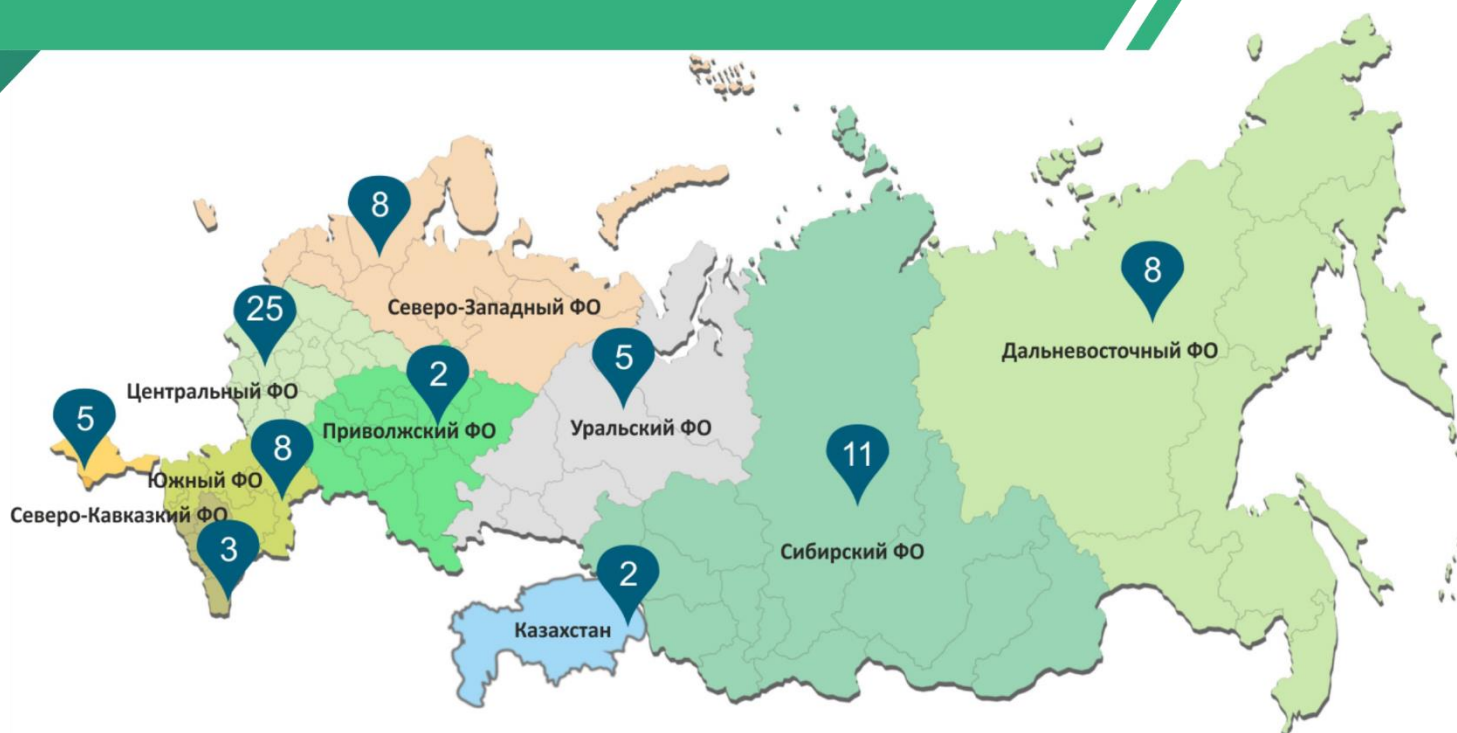 8
Северо-Западный ФО
25
Центральный ФО
2
Приволжский ФО
5
Уральский ФО
8
Дальневосточный ФО
5
8
Южный ФО
Северо-Кавказкий ФО
3
11
Сибирский ФО
2
Казахстан